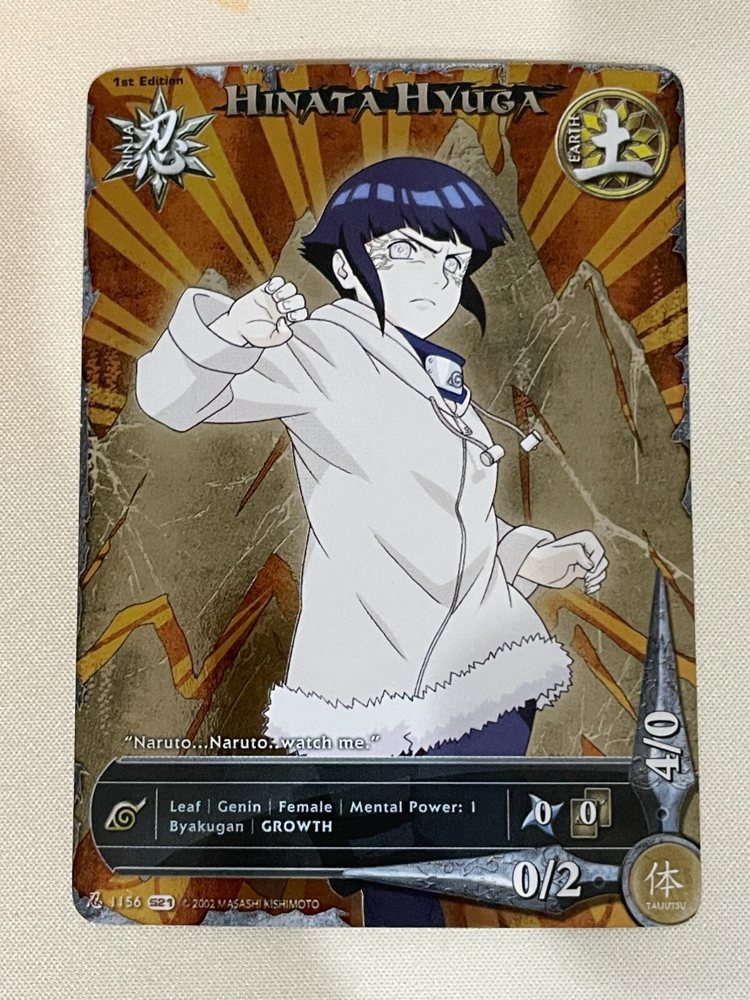 1st Edition
HINATA HYUGA
NINJA
忍
EARTH
土
"Naruto...Naruto..watch me."
4/0
Leaf | Genin | Female | Mental Power: 1
Byakugan | GROWTH
0 0
0/2
体
TAIJUTSU
忍 1156 S21 © 2002 MASASHI KISHIMOTO